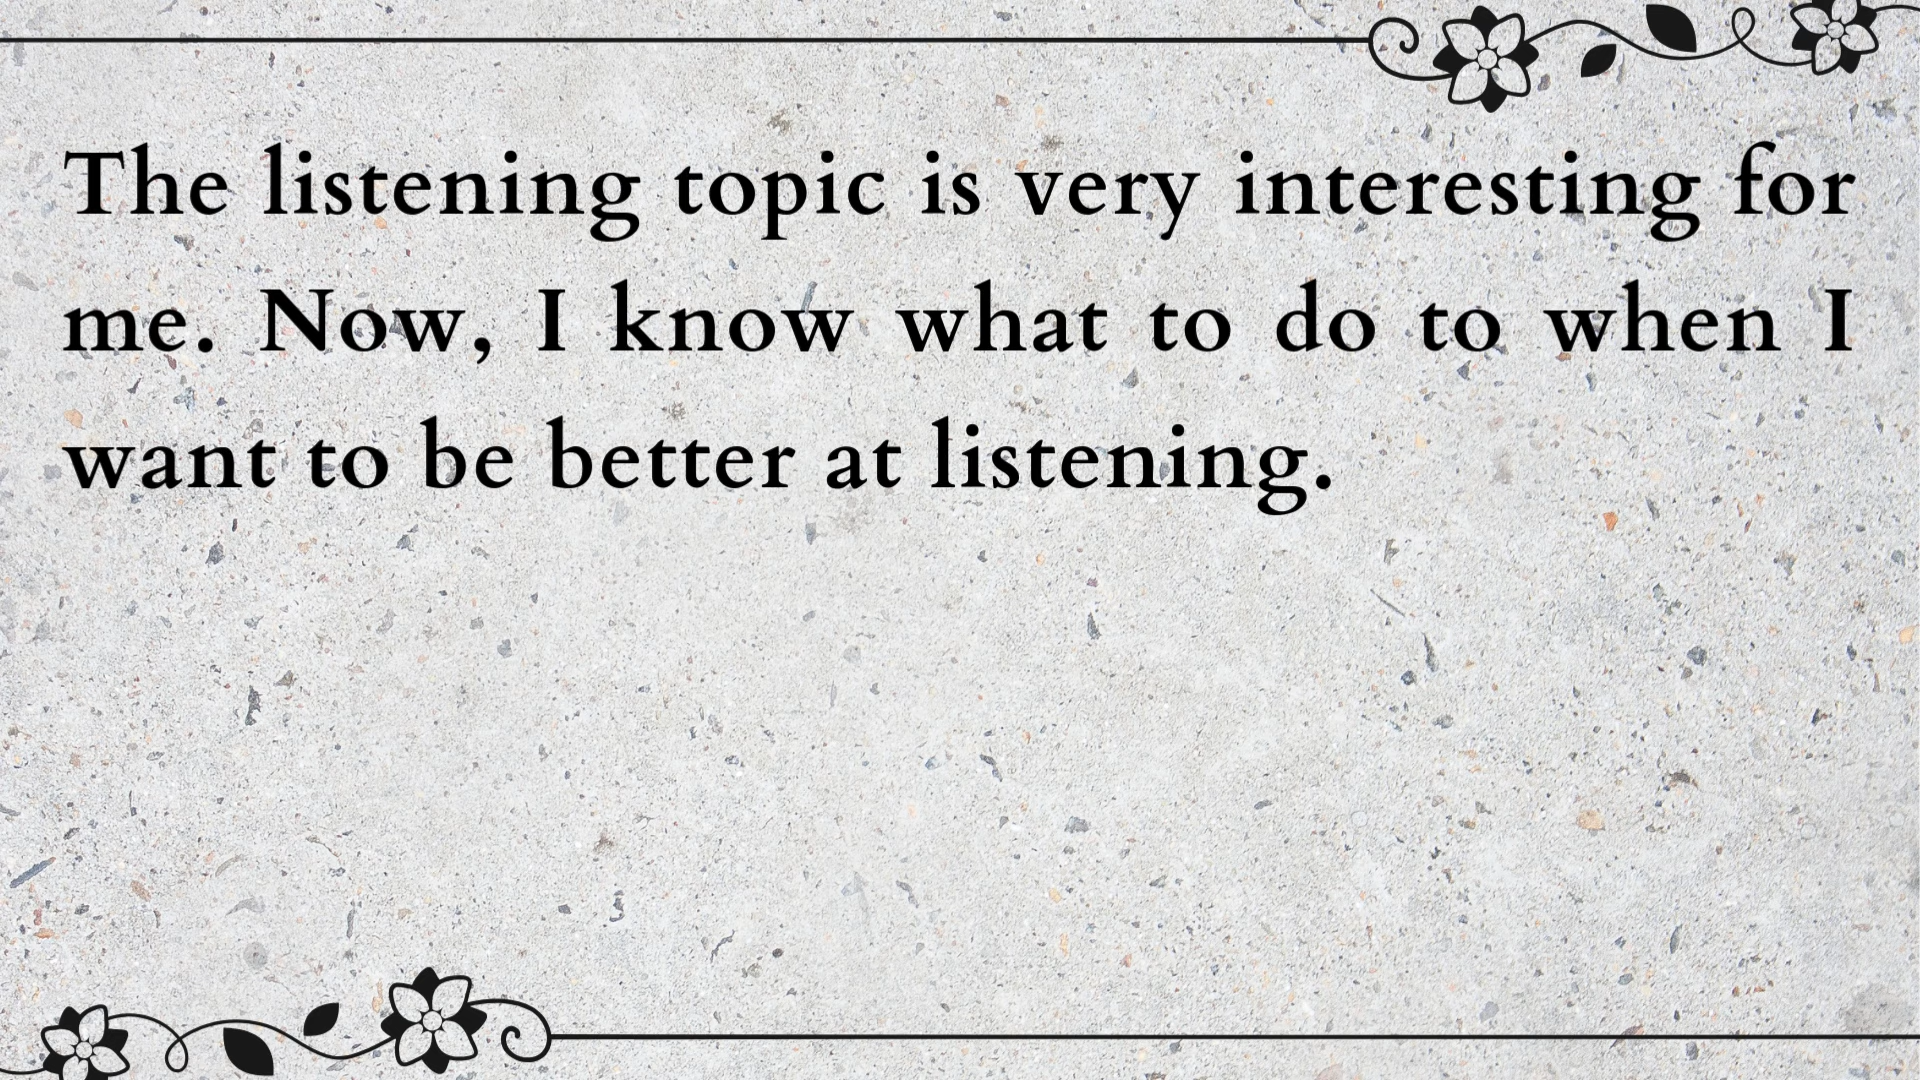 The listening topic is very interesting for
me. Now, I know what to do to when I
want to be better at listening.